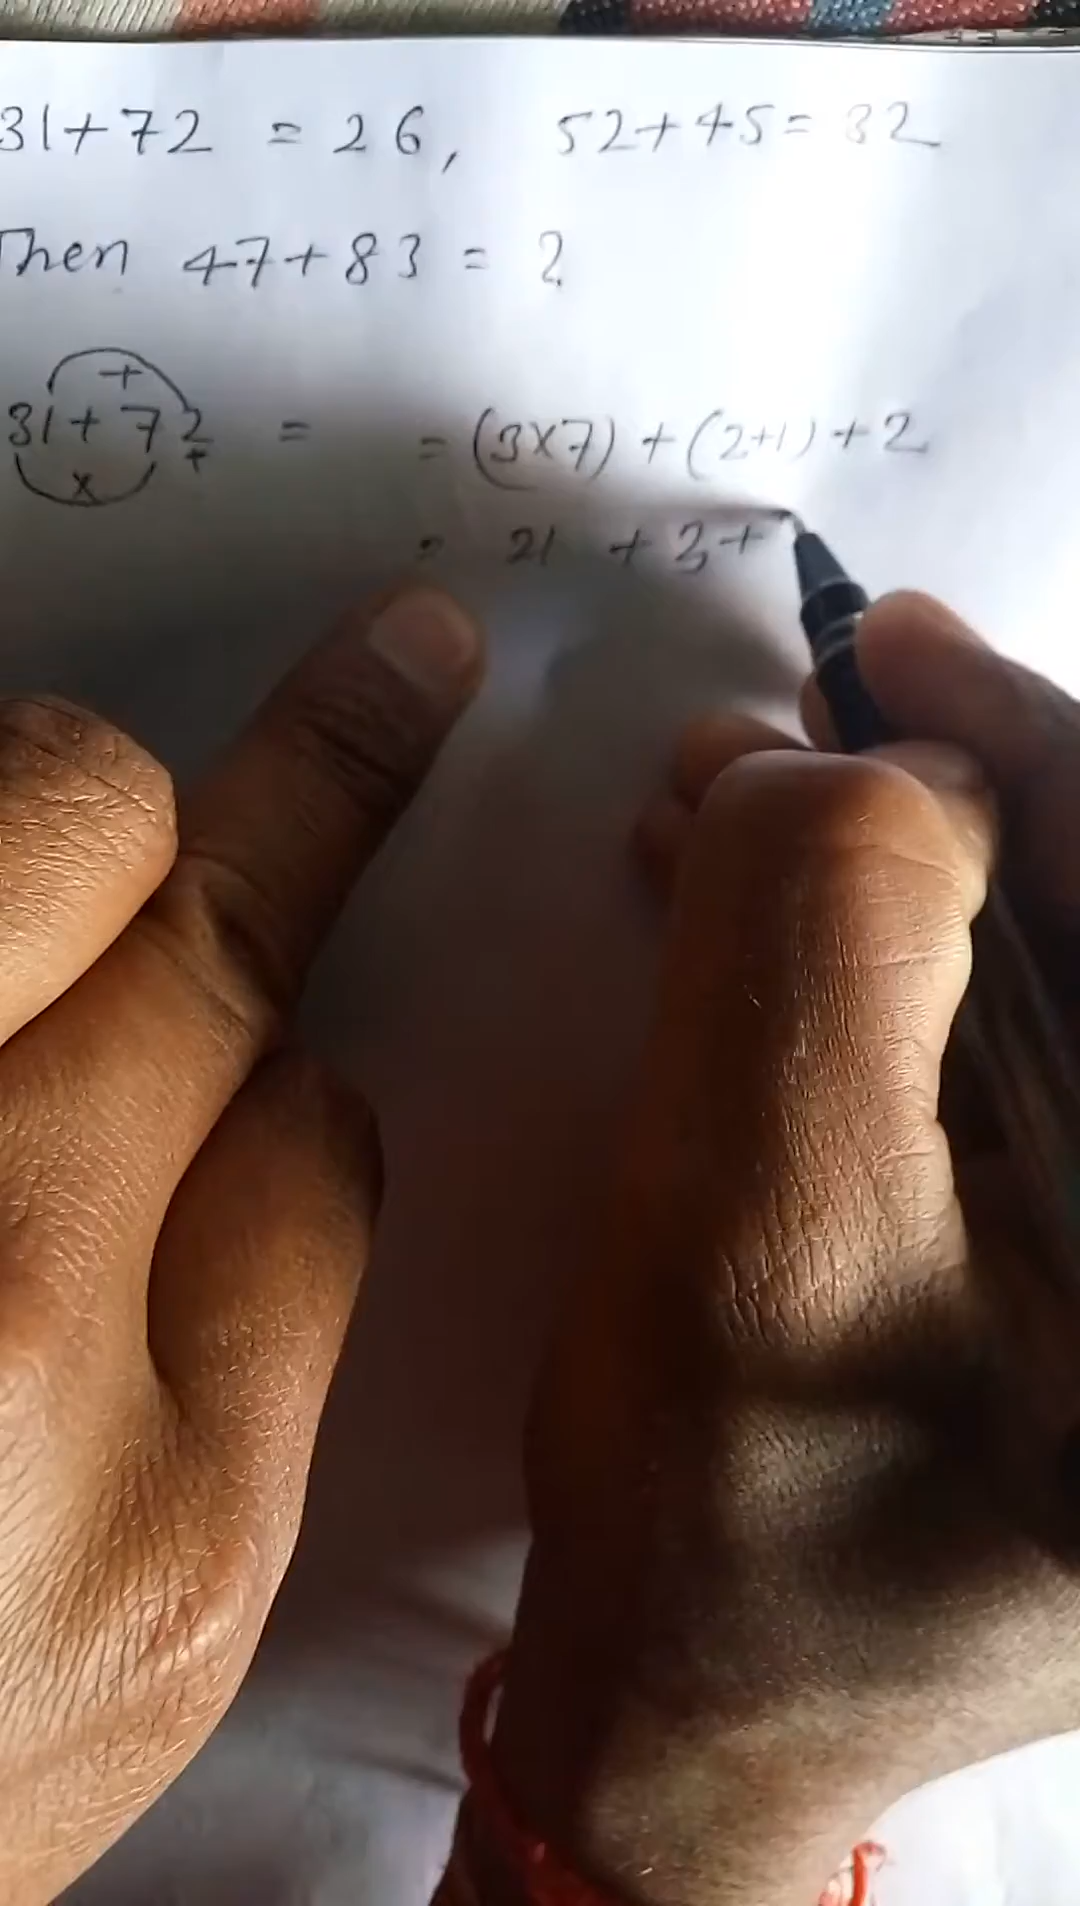 31+72 = 26, 52+45 = 32
Then 47+83 = ?
+
31+72 = = (3×7) + (2+1) + 2
× +
= 21 + 3 +